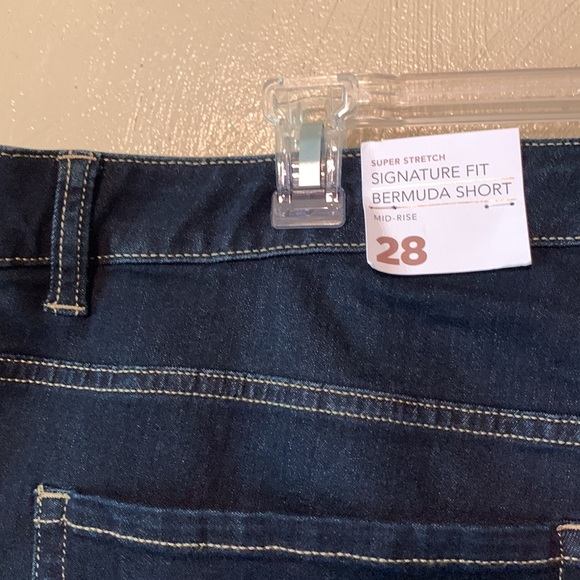 SUPER STRETCH
SIGNATURE FIT
BERMUDA SHORT
MID-RISE
28